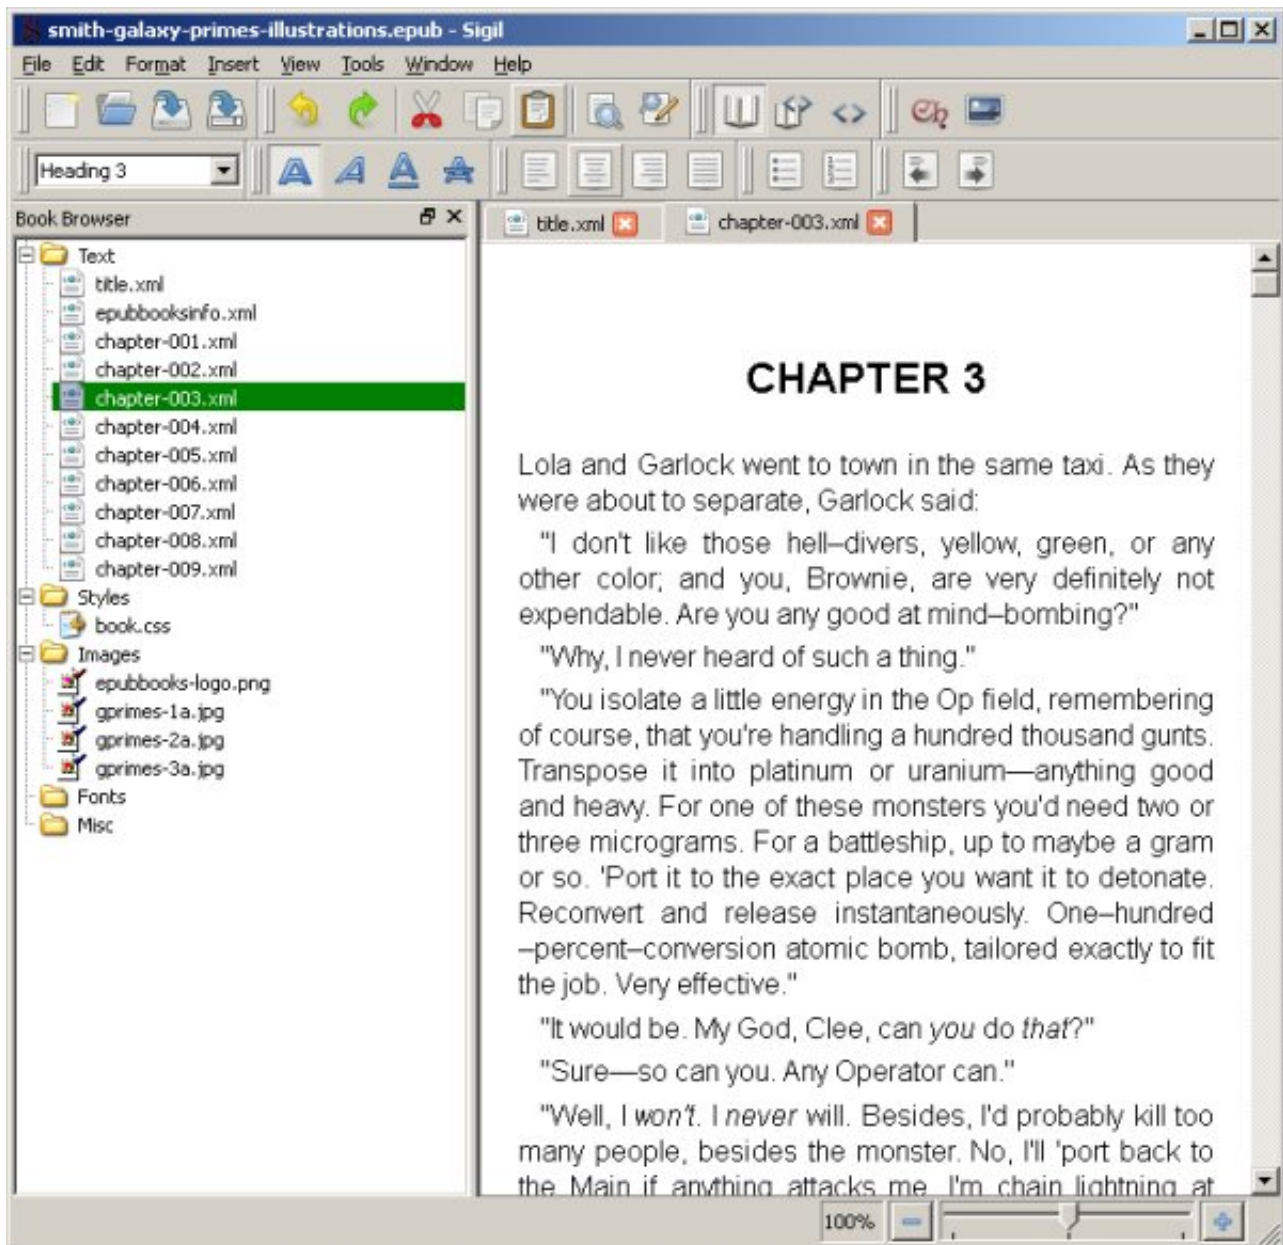 smith-galaxy-primes-illustrations.epub - Sigil
File Edit Format Insert View Tools Window Help
Heading 3
Book Browser
title.xml
chapter-003.xml
Text
title.xml
epubbooksinfo.xml
chapter-001.xml
chapter-002.xml
chapter-003.xml
chapter-004.xml
chapter-005.xml
chapter-006.xml
chapter-007.xml
chapter-008.xml
chapter-009.xml
Styles
book.css
Images
epubbooks-logo.png
gprimes-1a.jpg
gprimes-2a.jpg
gprimes-3a.jpg
Fonts
Misc
CHAPTER 3
Lola and Garlock went to town in the same taxi. As they
were about to separate, Garlock said:
"I don't like those hell–divers, yellow, green, or any
other color; and you, Brownie, are very definitely not
expendable. Are you any good at mind–bombing?"
"Why, I never heard of such a thing."
"You isolate a little energy in the Op field, remembering
of course, that you're handling a hundred thousand gunts.
Transpose it into platinum or uranium—anything good
and heavy. For one of these monsters you'd need two or
three micrograms. For a battleship, up to maybe a gram
or so. 'Port it to the exact place you want it to detonate.
Reconvert and release instantaneously. One–hundred
–percent–conversion atomic bomb, tailored exactly to fit
the job. Very effective."
"It would be. My God, Clee, can you do that?"
"Sure—so can you. Any Operator can."
"Well, I won't. I never will. Besides, I'd probably kill too
many people, besides the monster. No, I'll 'port back to
the Main if anything attacks me. I'm chain lightning at
100%